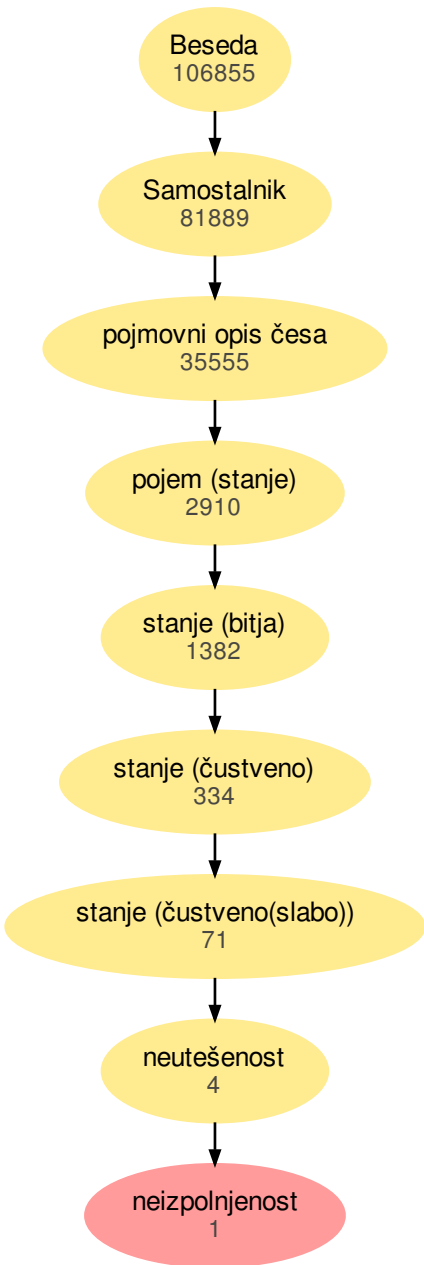 Beseda
106855
Samostalnik
81889
pojmovni opis česa
35555
pojem (stanje)
2910
stanje (bitja)
1382
stanje (čustveno)
334
stanje (čustveno(slabo))
71
neutešenost
4
neizpolnjenost
1